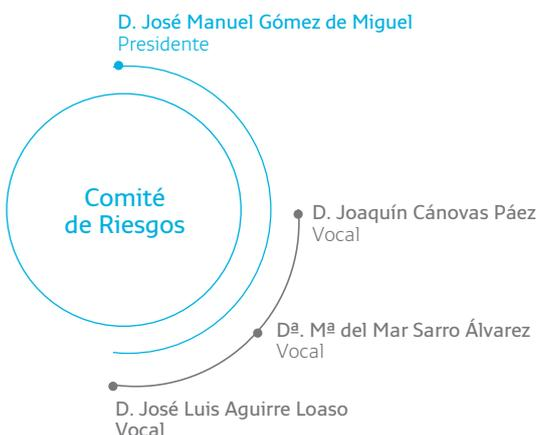 D. José Manuel Gómez de Miguel
Presidente
Comité
de Riesgos
D. Joaquín Cánovas Páez
Vocal
Dª. Mª del Mar Sarro Álvarez
Vocal
D. José Luis Aguirre Loaso
Vocal